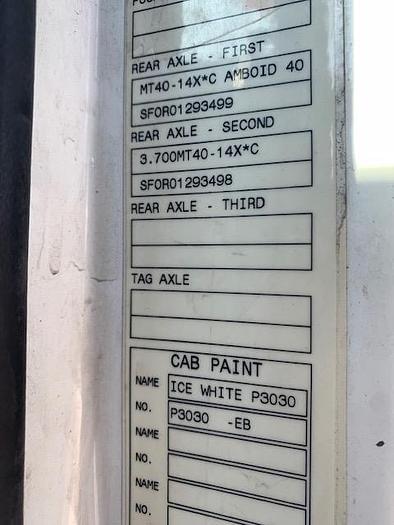 REAR AXLE - FIRST
MT40-14X*C AMBOID 40
SFOR01293499
REAR AXLE - SECOND
3.700MT40-14X*C
SFOR01293498
REAR AXLE - THIRD
TAG AXLE
CAB PAINT
NAME ICE WHITE P3030
NO. P3030 -EB
NAME
NO.
NAME
NO.